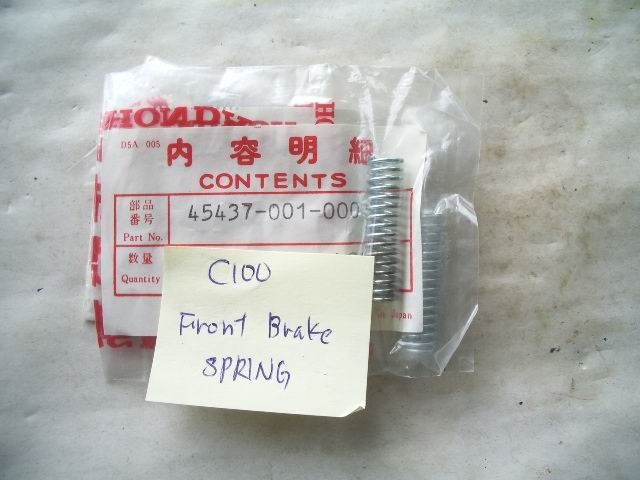 HONDA
D5A 005
内容明細
CONTENTS
部品
番号
Part No.
45437-001-000
数量
Quantity
C100
Front Brake
SPRING
Japan